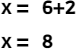 x = 6+2
x = 8